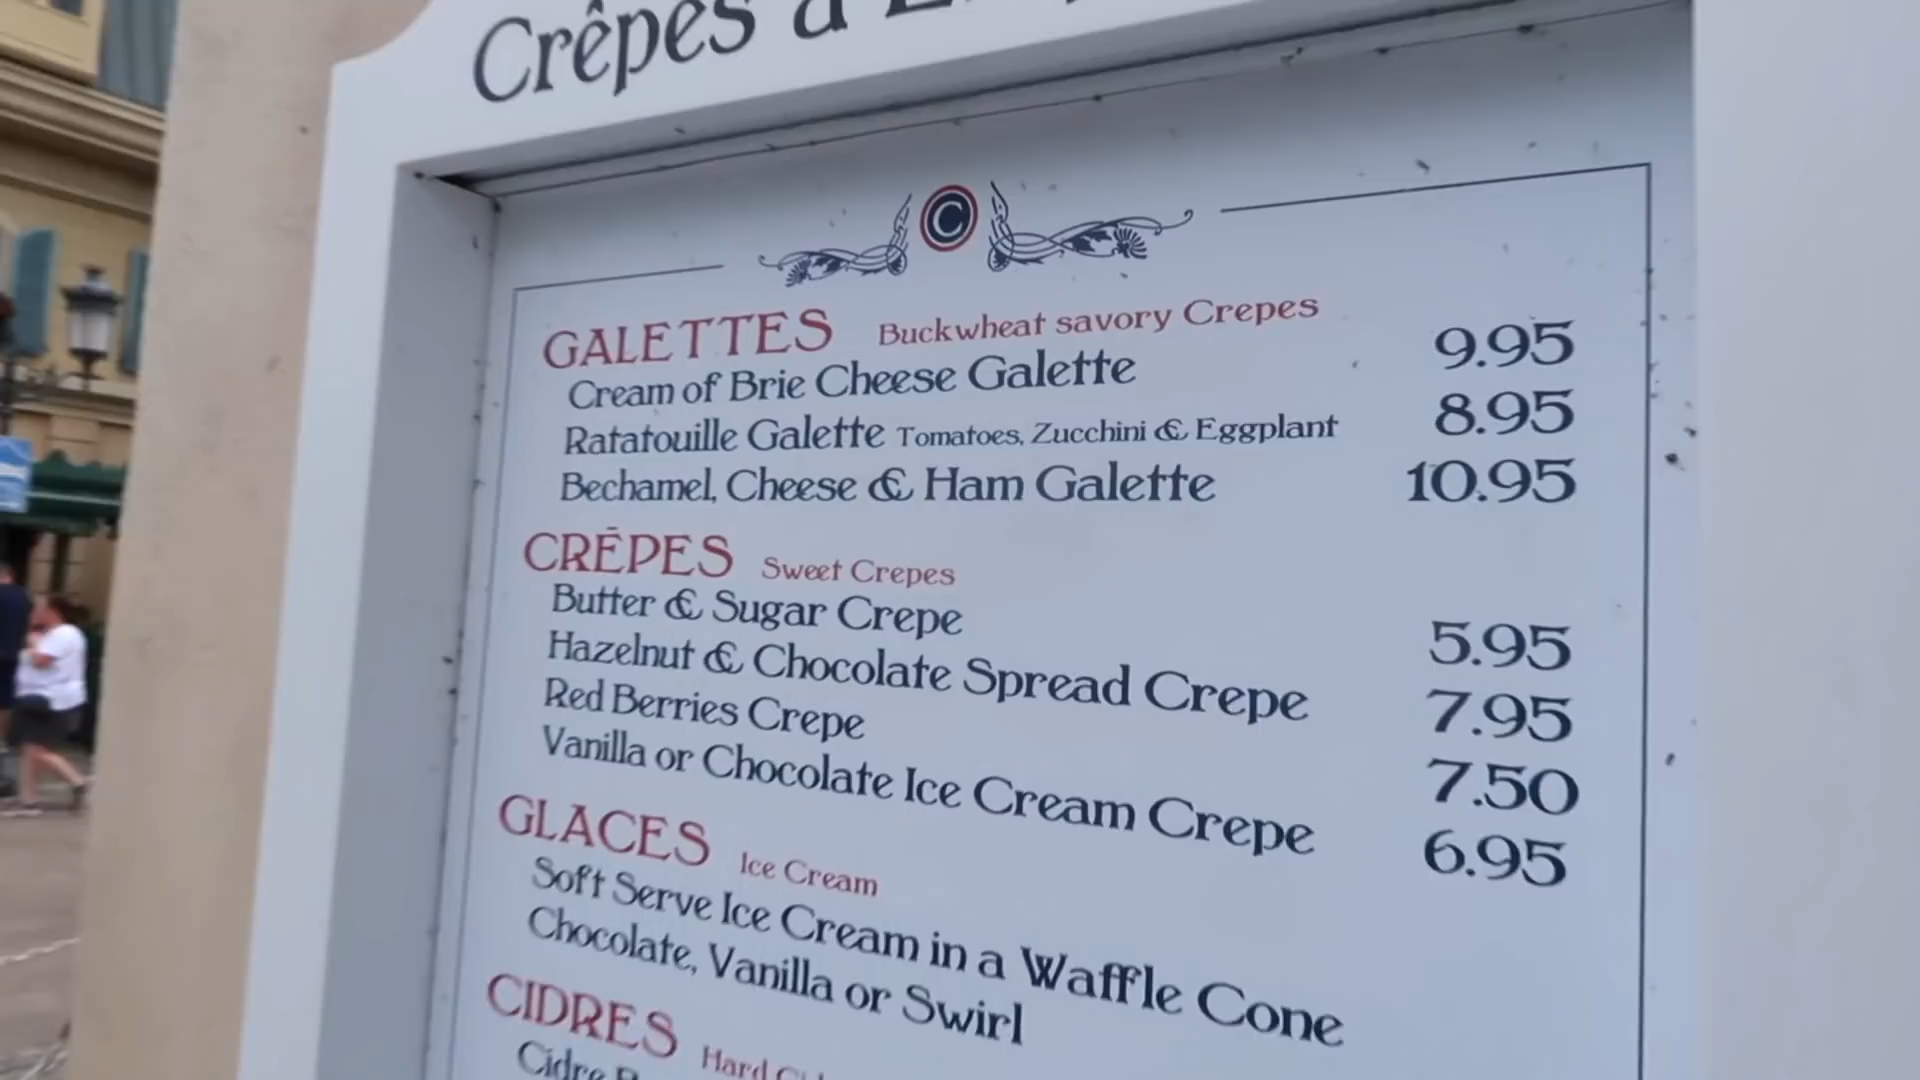 Crêpes à
C
GALETTES Buckwheat savory Crepes
Cream of Brie Cheese Galette 9.95
Ratatouille Galette Tomatoes, Zucchini & Eggplant 8.95
Bechamel, Cheese & Ham Galette 10.95
CRÊPES Sweet Crepes
Butter & Sugar Crepe 5.95
Hazelnut & Chocolate Spread Crepe 7.95
Red Berries Crepe 7.50
Vanilla or Chocolate Ice Cream Crepe 6.95
GLACES Ice Cream
Soft Serve Ice Cream in a Waffle Cone
Chocolate, Vanilla or Swirl
CIDRES Hard
Cidre